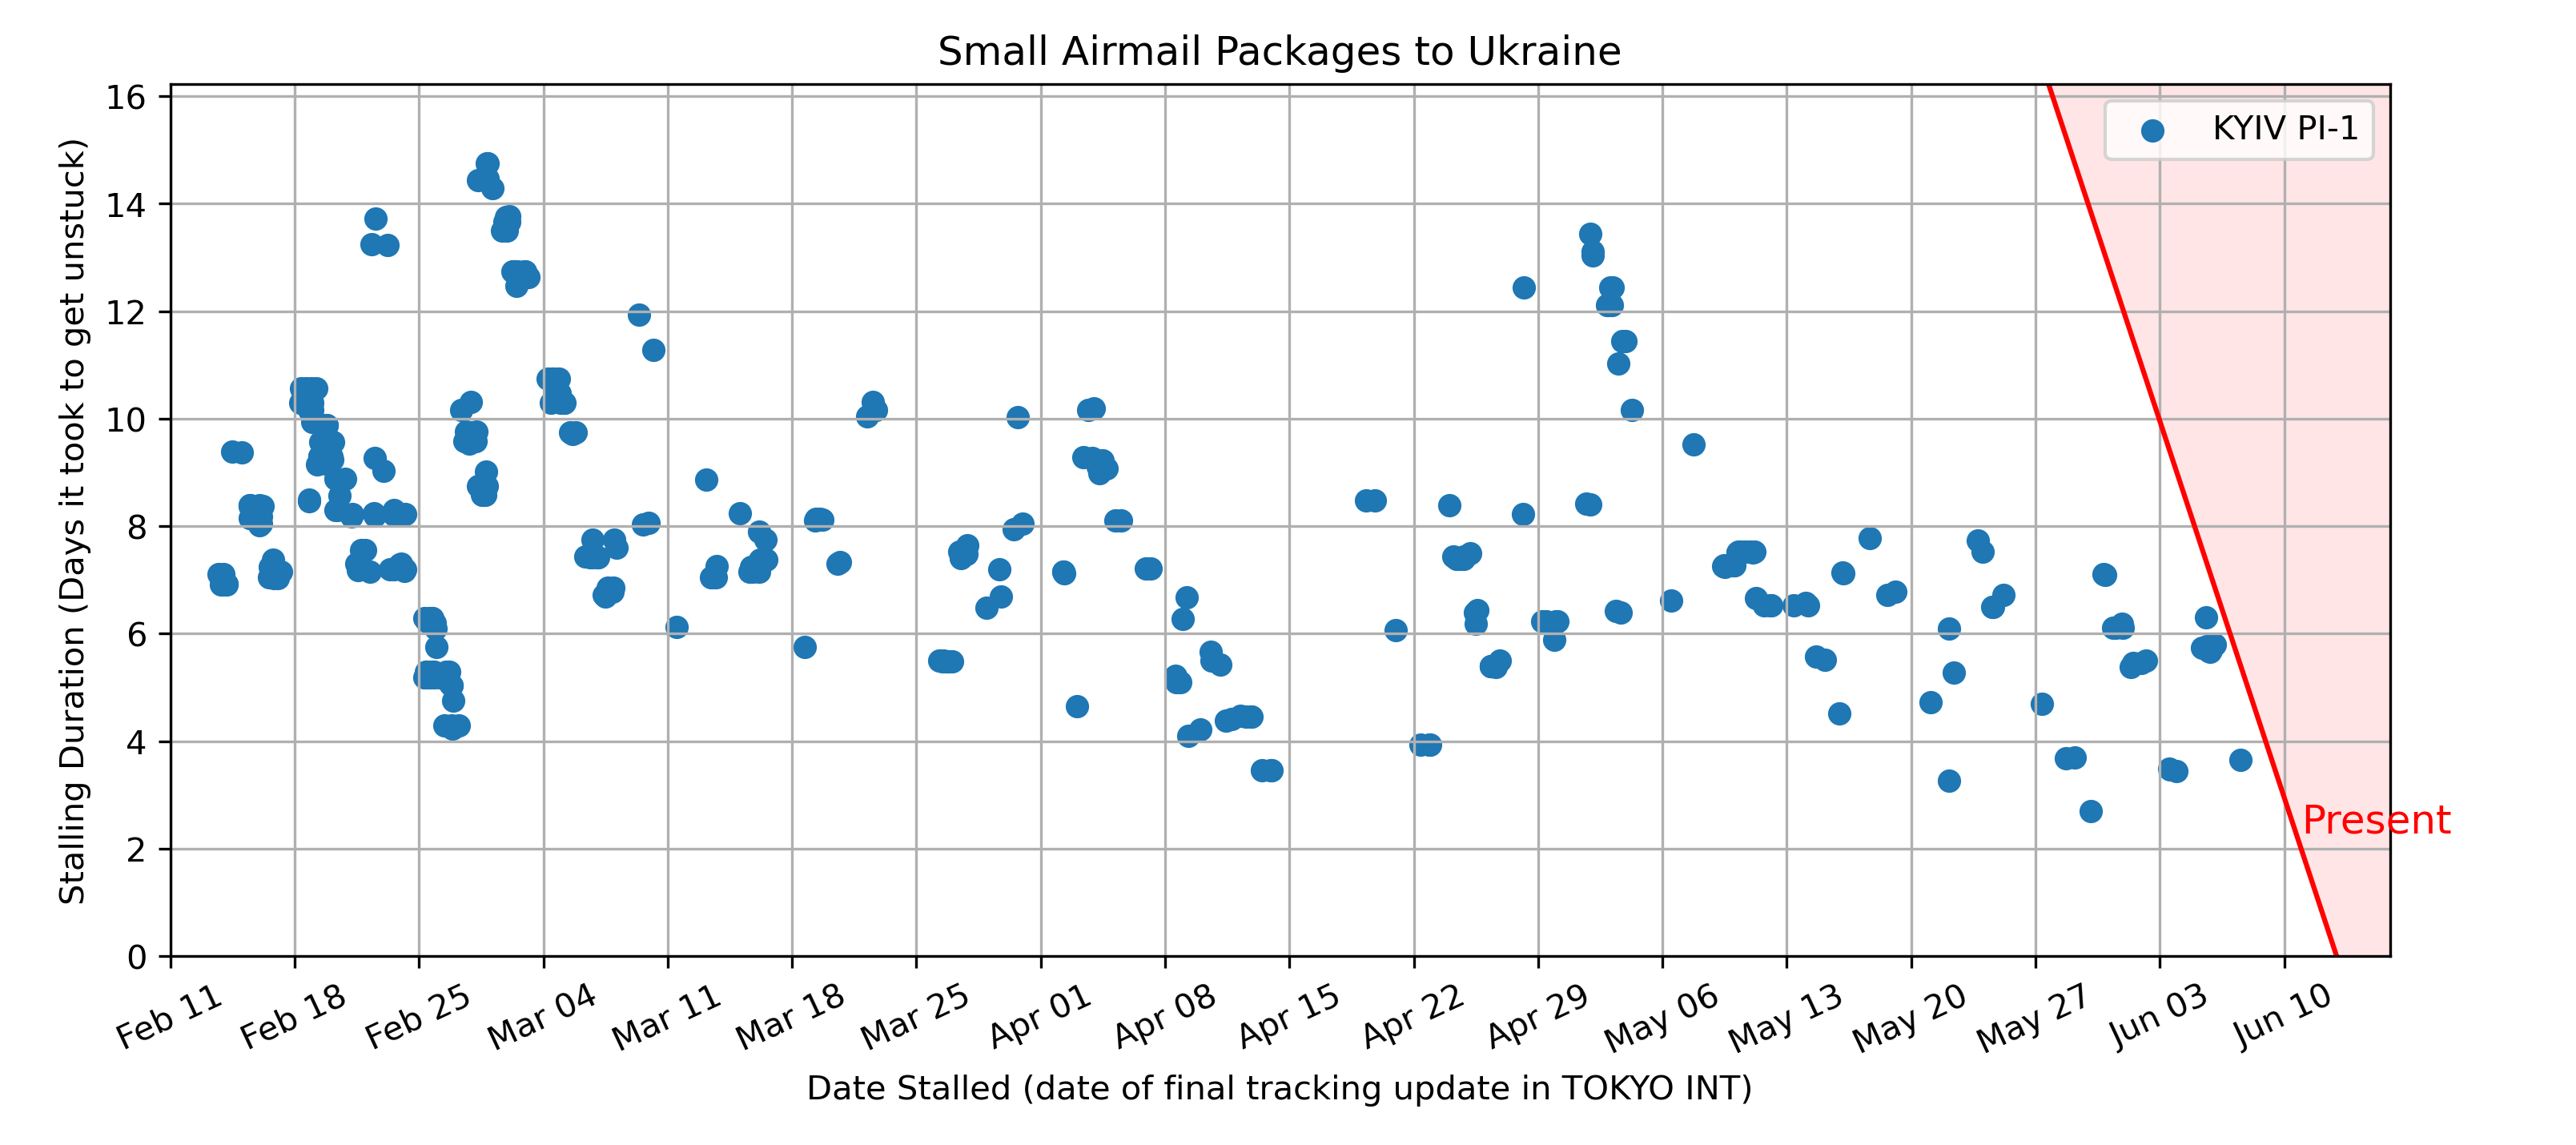 Small Airmail Packages to Ukraine
KYIV PI-1
Stalling Duration (Days it took to get unstuck)
16
14
12
10
8
6
4
2
0
Present
Feb 11
Feb 18
Feb 25
Mar 04
Mar 11
Mar 18
Mar 25
Apr 01
Apr 08
Apr 15
Apr 22
Apr 29
May 06
May 13
May 20
May 27
Jun 03
Jun 10
Date Stalled (date of final tracking update in TOKYO INT)